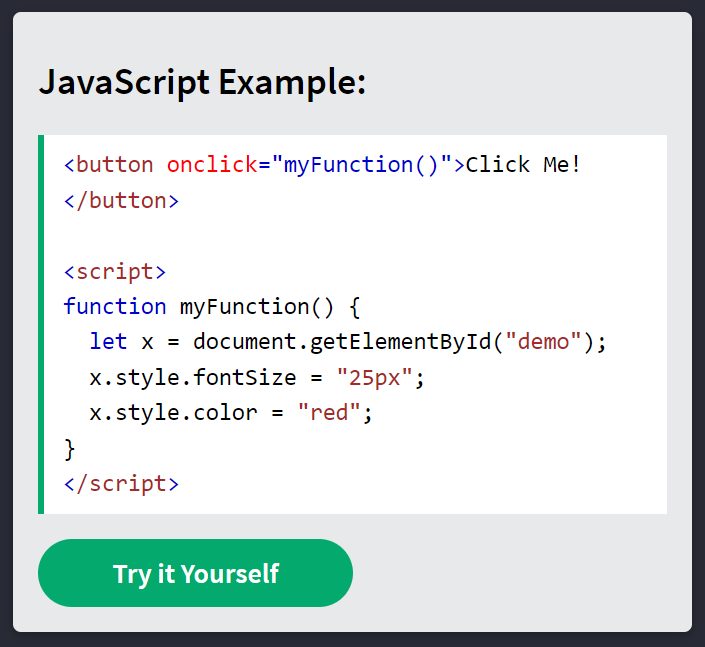 JavaScript Example:
<button onclick="myFunction()">Click Me!
</button>
<script>
function myFunction() {
  let x = document.getElementById("demo");
  x.style.fontSize = "25px";
  x.style.color = "red";
}
</script>
Try it Yourself